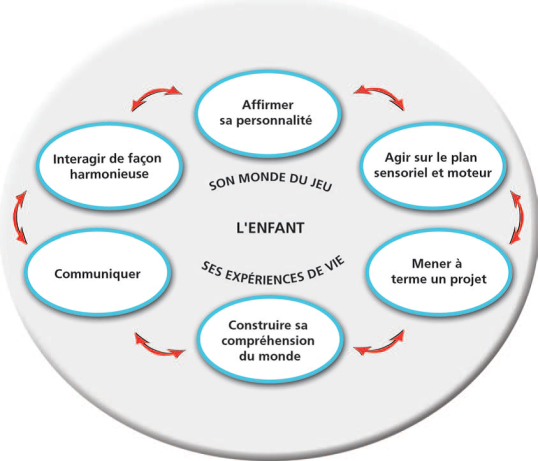 Affirmer
sa personnalité
Interagir de façon
harmonieuse
Agir sur le plan
sensoriel et moteur
SON MONDE DU JEU
L'ENFANT
SES EXPÉRIENCES DE VIE
Communiquer
Mener à
terme un projet
Construire sa
compréhension
du monde